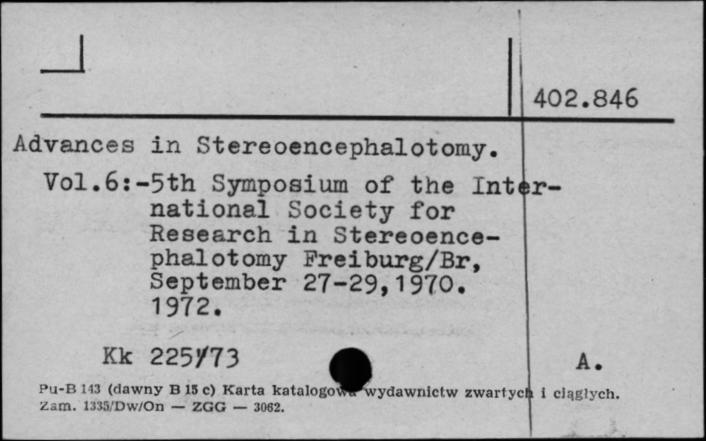 402.846
Advances in Stereoencephalotomy.
Vol.6:-5th Symposium of the Inter-
national Society for
Research in Stereoence-
phalotomy Freiburg/Br,
September 27-29,1970.
1972.
Kk 225/73 A.
Pu-B 143 (dawny B 15 c) Karta katalogowa wydawnictw zwartych i ciągłych.
Zam. 1335/Dw/On — ZGG — 3062.